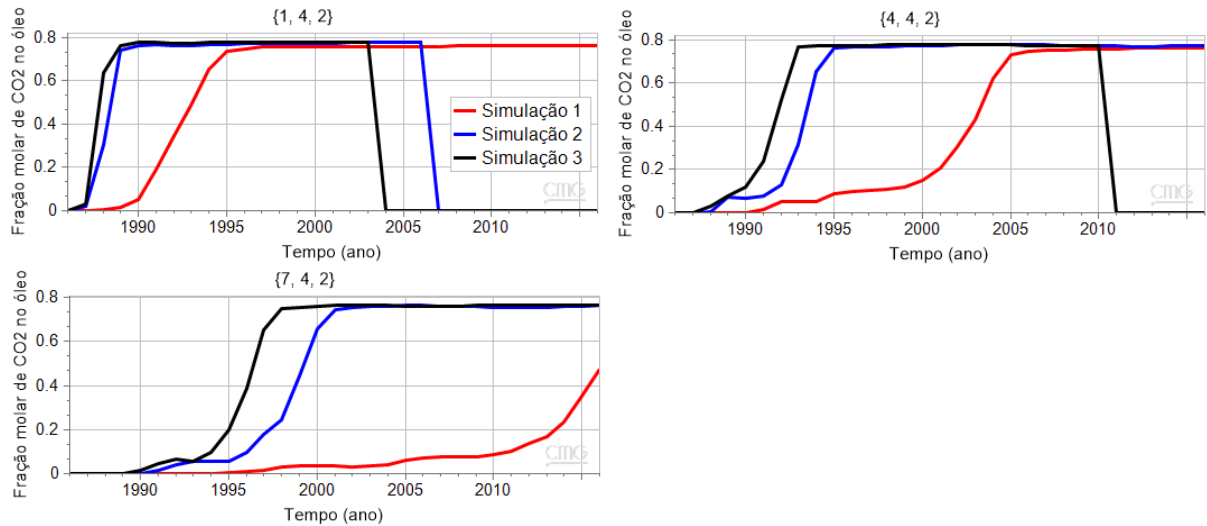 {1, 4, 2}
Fração molar de CO2 no óleo
0.8
0.6
0.4
0.2
0
Simulação 1
Simulação 2
Simulação 3
CMG
1990 1995 2000 2005 2010
Tempo (ano)
{4, 4, 2}
Fração molar de CO2 no óleo
0.8
0.6
0.4
0.2
0
CMG
1990 1995 2000 2005 2010
Tempo (ano)
{7, 4, 2}
Fração molar de CO2 no óleo
0.8
0.6
0.4
0.2
0
CMG
1990 1995 2000 2005 2010
Tempo (ano)